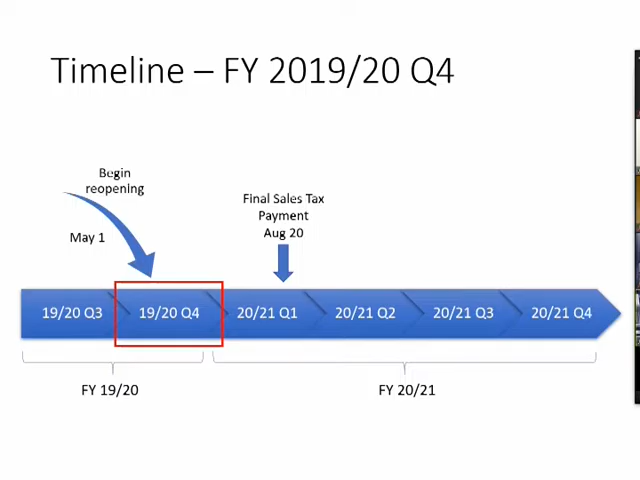 Timeline – FY 2019/20 Q4
Begin
reopening
May 1
Final Sales Tax
Payment
Aug 20
19/20 Q3
19/20 Q4
20/21 Q1
20/21 Q2
20/21 Q3
20/21 Q4
FY 19/20
FY 20/21